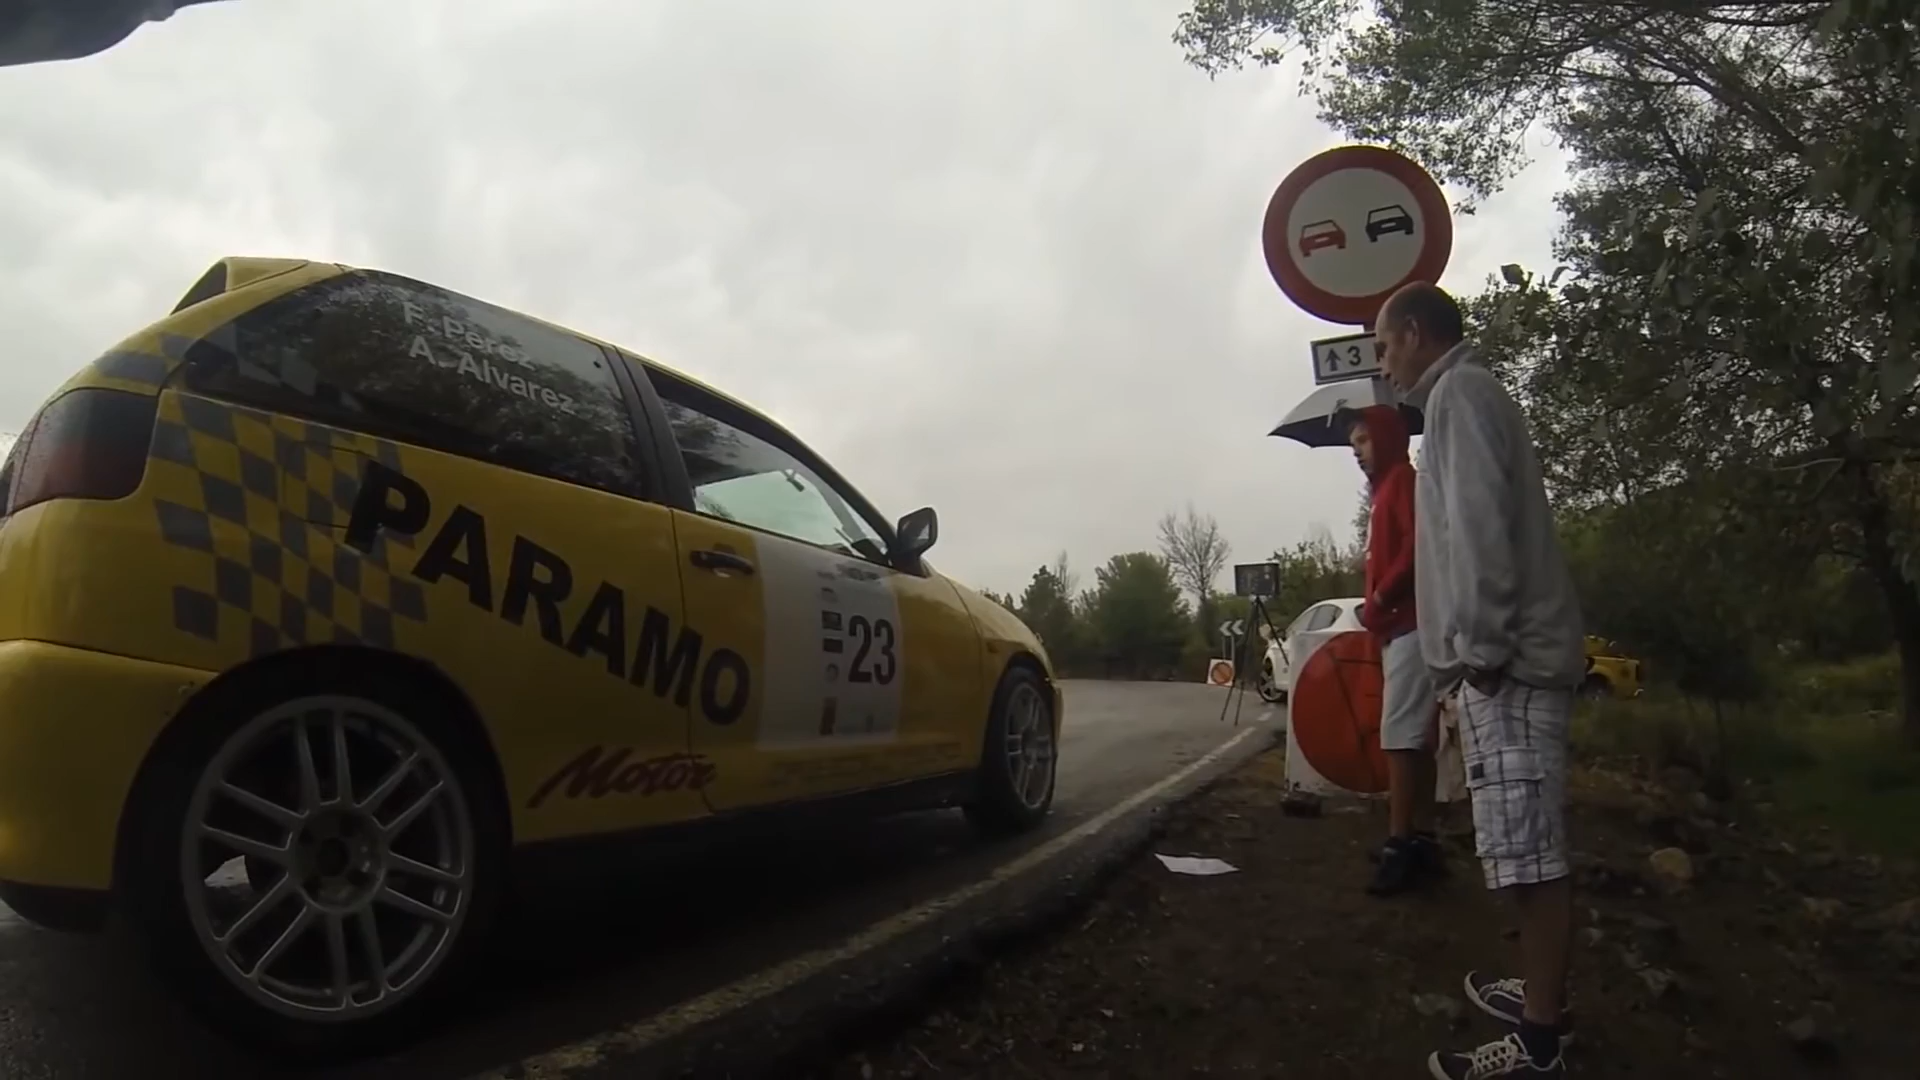 F. Perez
A. Alvarez
PARAMO
Motor
23
3